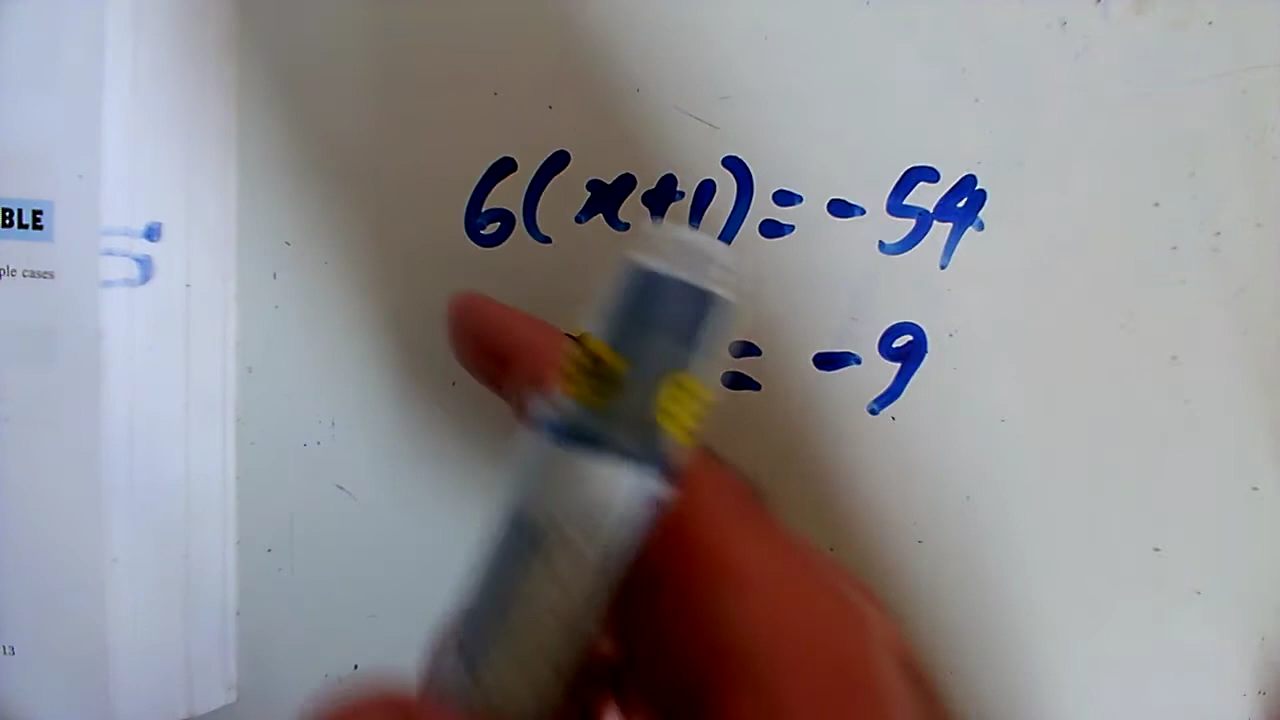 BLE
ple cases
13
6(x+1)=-54
= -9